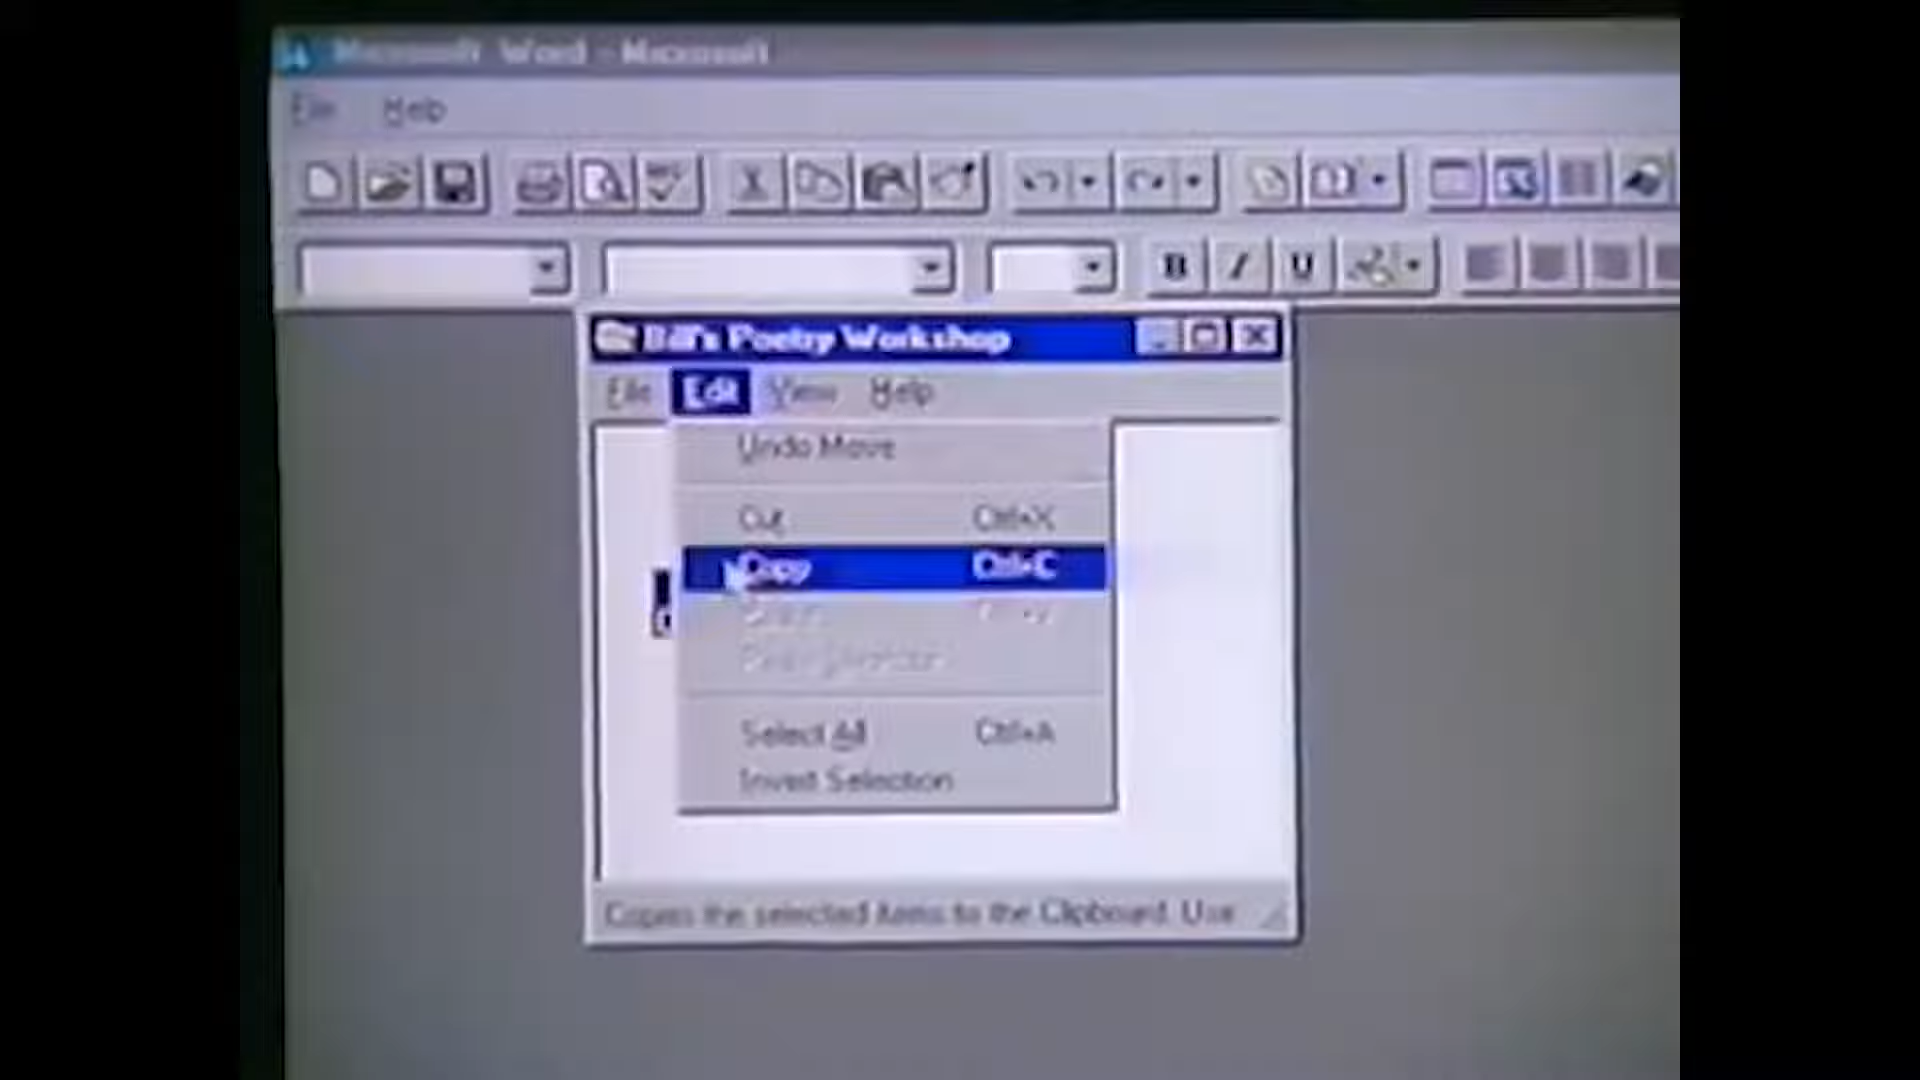 Microsoft Word - Microsoft
File Help
B I U
Bill's Poetry Workshop
File Edit View Help
Undo Move
Cut Ctrl+X
Copy Ctrl+C
Select All Ctrl+A
Invert Selection
Copies the selected items to the Clipboard. Use